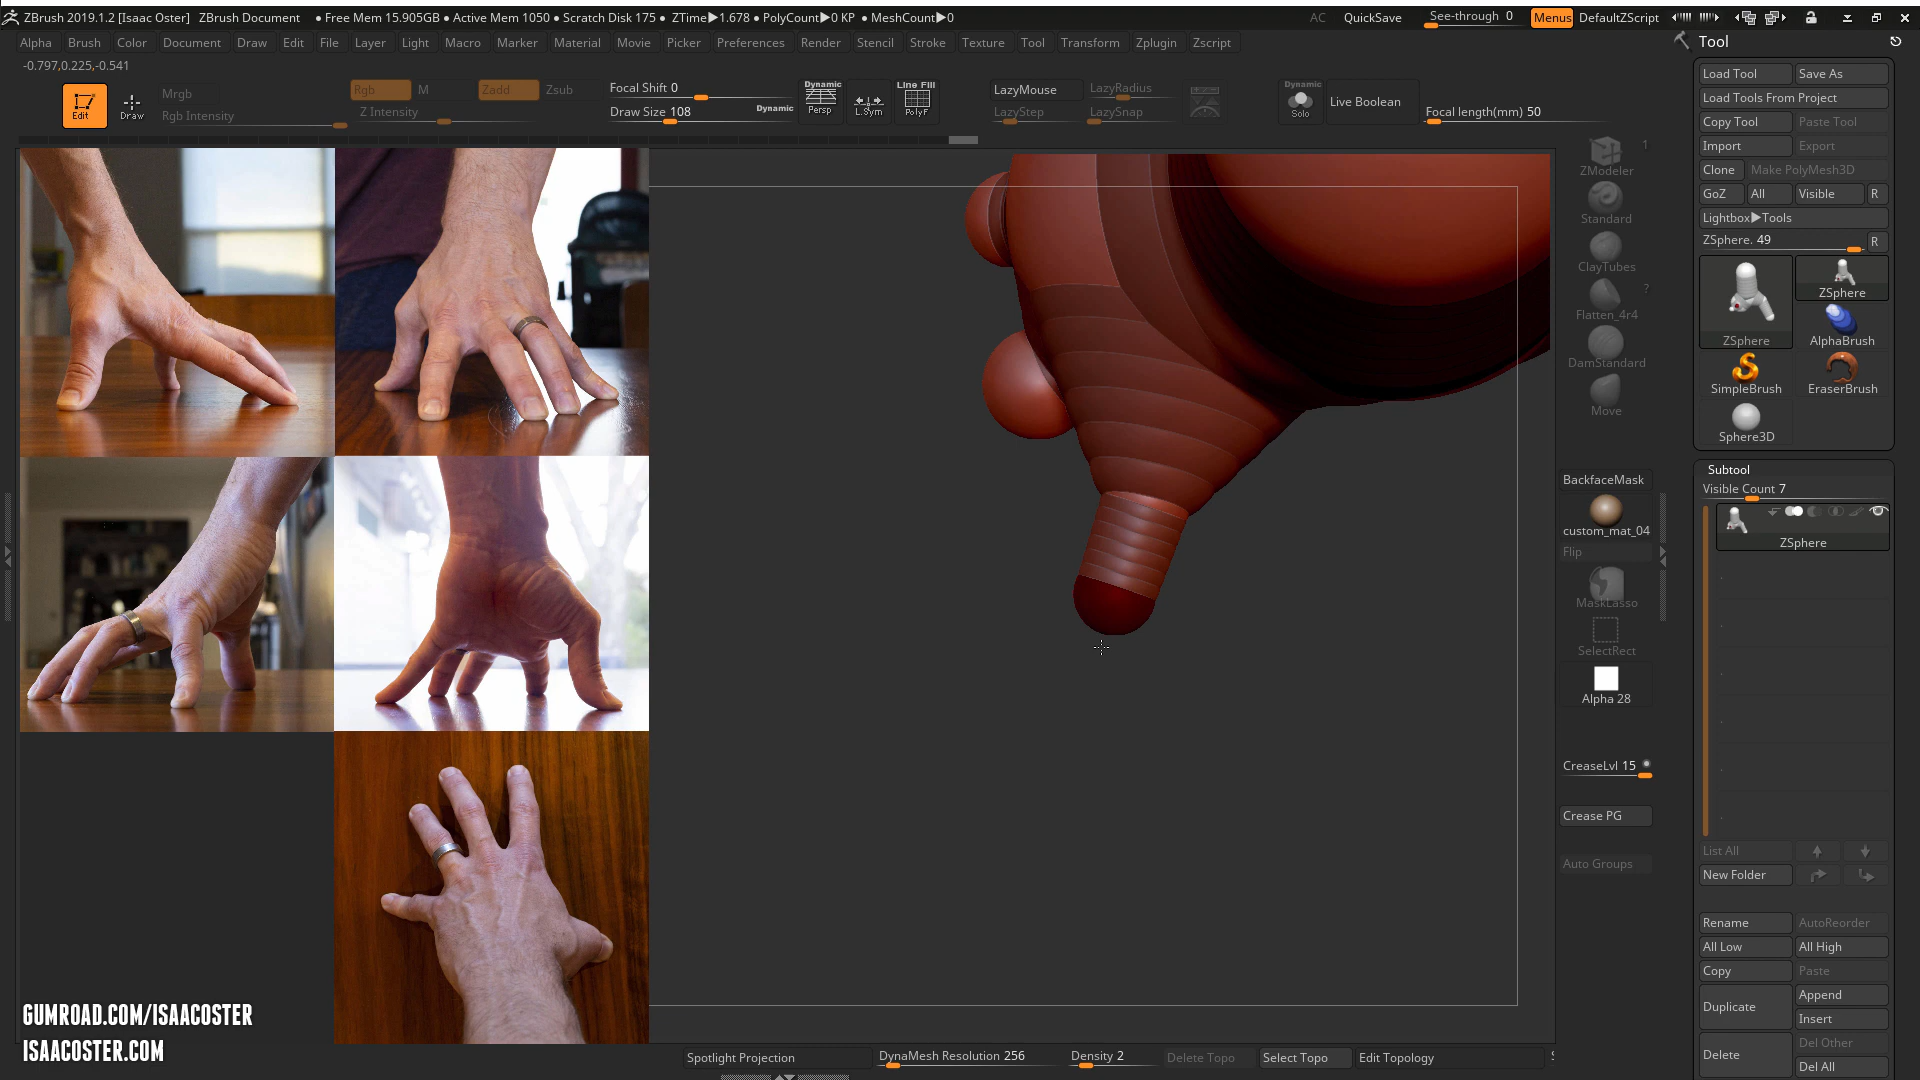 ZBrush 2019.1.2 [Isaac Oster] ZBrush Document • Free Mem 15.905GB • Active Mem 1050 • Scratch Disk 175 • ZTime▶1.678 • PolyCount▶0 KP • MeshCount▶0 AC QuickSave See-through 0 Menus DefaultZScript
Alpha Brush Color Document Draw Edit File Layer Light Macro Marker Material Movie Picker Preferences Render Stencil Stroke Texture Tool Transform Zplugin Zscript
-0.797,0.225,-0.541
Edit
Draw
Mrgb
Rgb Intensity
Rgb M Zadd Zsub
Z Intensity
Focal Shift 0
Draw Size 108 Dynamic
Dynamic
Persp
L.Sym
Line Fill
PolyF
LazyMouse LazyRadius
LazyStep LazySnap
Dynamic
Solo
Live Boolean
Focal length(mm) 50
1
ZModeler
Standard
ClayTubes
?
Flatten_4r4
DamStandard
Move
BackfaceMask
custom_mat_04
Flip
MaskLasso
SelectRect
Alpha 28
CreaseLvl 15
Crease PG
Auto Groups
Tool
Load Tool Save As
Load Tools From Project
Copy Tool Paste Tool
Import Export
Clone Make PolyMesh3D
GoZ All Visible R
Lightbox▶Tools
ZSphere. 49 R
ZSphere
ZSphere
AlphaBrush
SimpleBrush EraserBrush
Sphere3D
Subtool
Visible Count 7
ZSphere
List All
New Folder
Rename AutoReorder
All Low All High
Copy Paste
Duplicate
Append
Insert
Delete
Del Other
Del All
GUMROAD.COM/ISAACOSTER
ISAACOSTER.COM
Spotlight Projection DynaMesh Resolution 256 Density 2 Delete Topo Select Topo Edit Topology